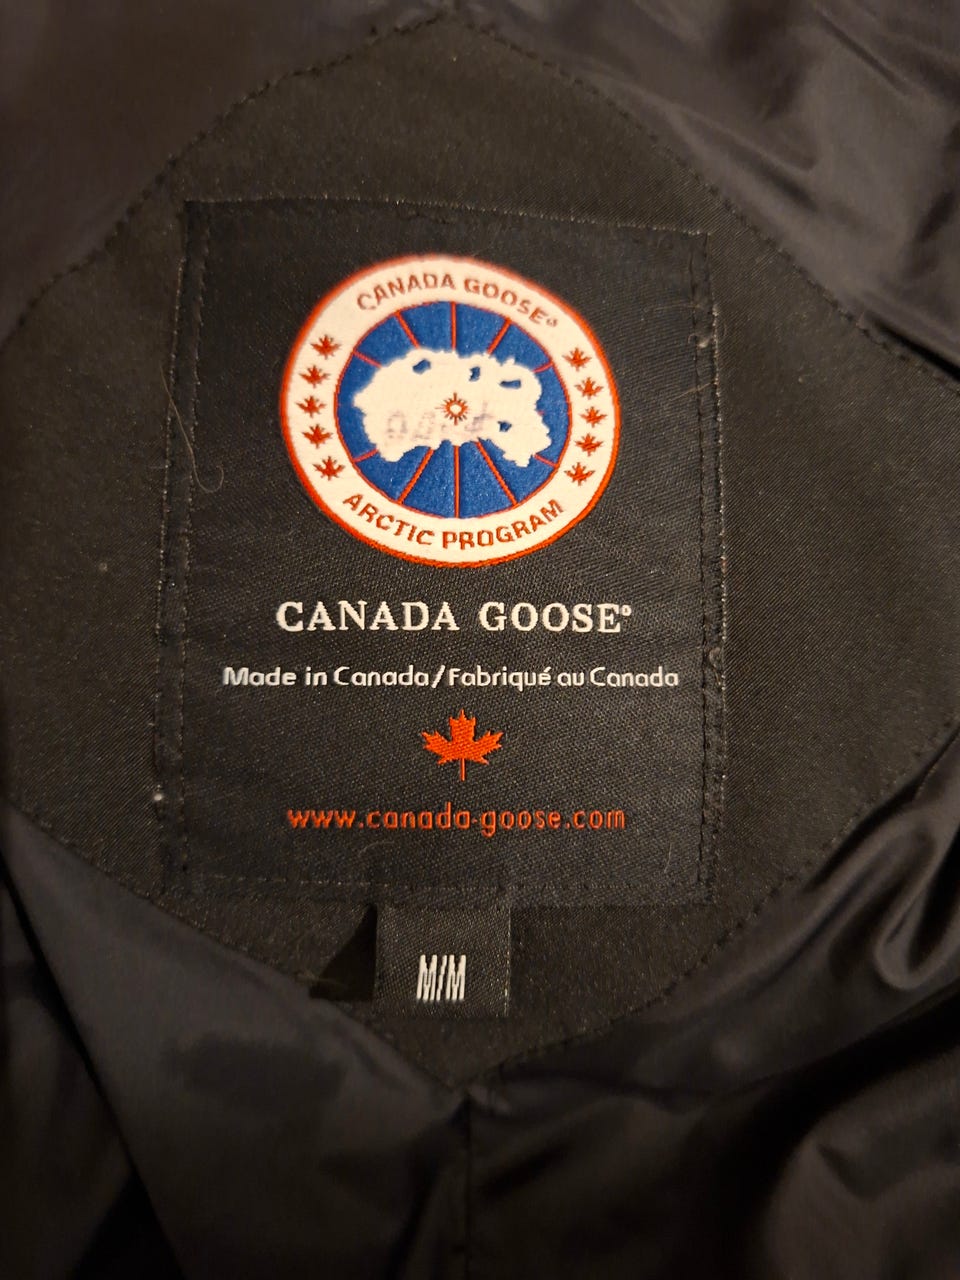 CANADA GOOSE®
ARCTIC PROGRAM
CANADA GOOSE®
Made in Canada/Fabriqué au Canada
www.canada-goose.com
M/M